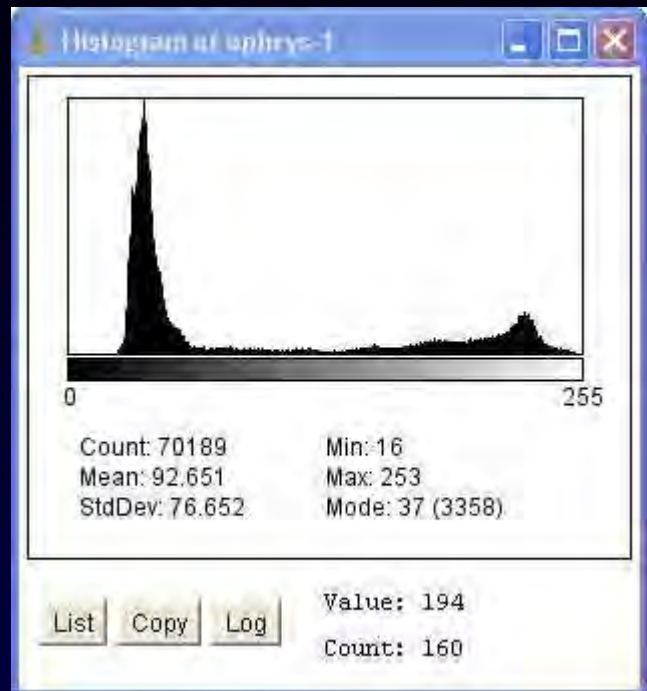 Histogram of ophrys-1
0 255
Count: 70189 Min: 16
Mean: 92.651 Max: 253
StdDev: 76.652 Mode: 37 (3358)
List Copy Log
Value: 194
Count: 160